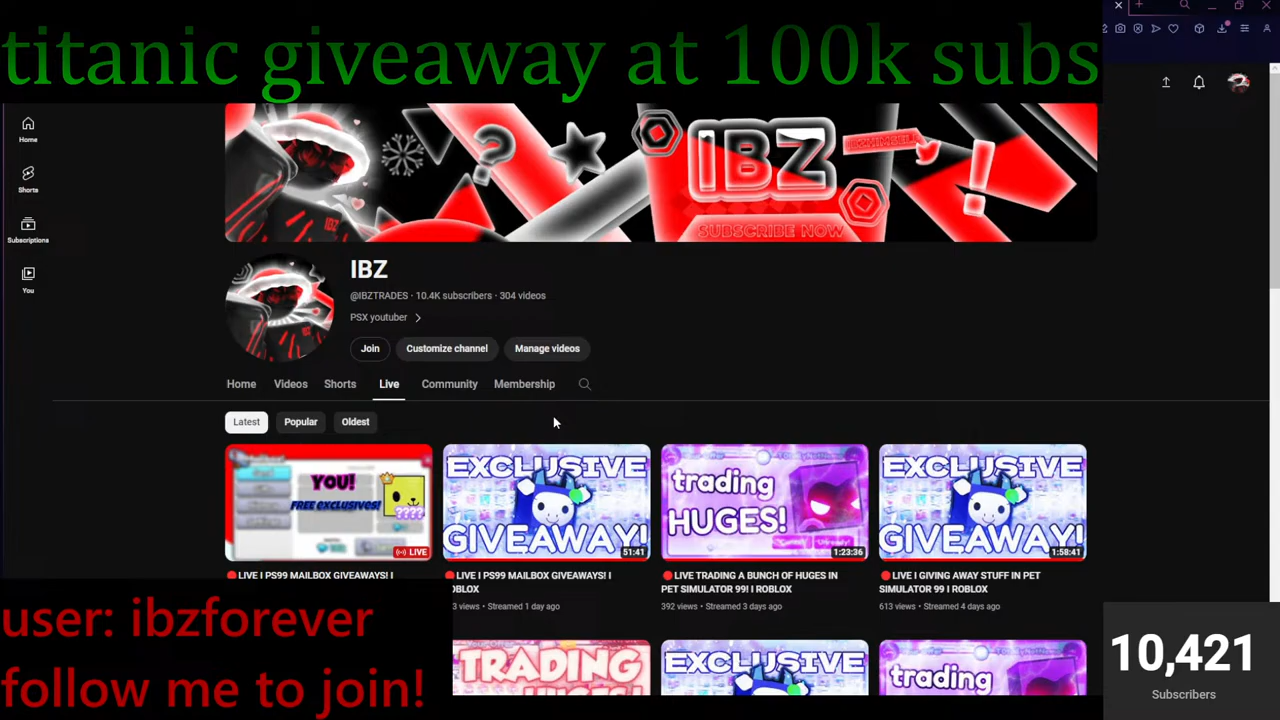 titanic giveaway at 100k subs
IBZ
SUBSCRIBE NOW
Home
Shorts
Subscriptions
You
IBZ
@IBZTRADES · 10.4K subscribers · 304 videos
PSX youtuber
Join
Customize channel
Manage videos
Home
Videos
Shorts
Live
Community
Membership
Latest
Popular
Oldest
YOU!
FREE EXCLUSIVES!
????
LIVE
EXCLUSIVE
GIVEAWAY!
51:41
trading
HUGES!
1:23:36
EXCLUSIVE
GIVEAWAY!
1:58:41
🔴LIVE I PS99 MAILBOX GIVEAWAYS! I
🔴LIVE I PS99 MAILBOX GIVEAWAYS! I
OBLOX
3 views • Streamed 1 day ago
🔴LIVE TRADING A BUNCH OF HUGES IN
PET SIMULATOR 99! I ROBLOX
392 views • Streamed 3 days ago
🔴LIVE I GIVING AWAY STUFF IN PET
SIMULATOR 99 I ROBLOX
613 views • Streamed 4 days ago
TRADING
EXCLUSIVE
trading
user: ibzforever
follow me to join!
10,421
Subscribers